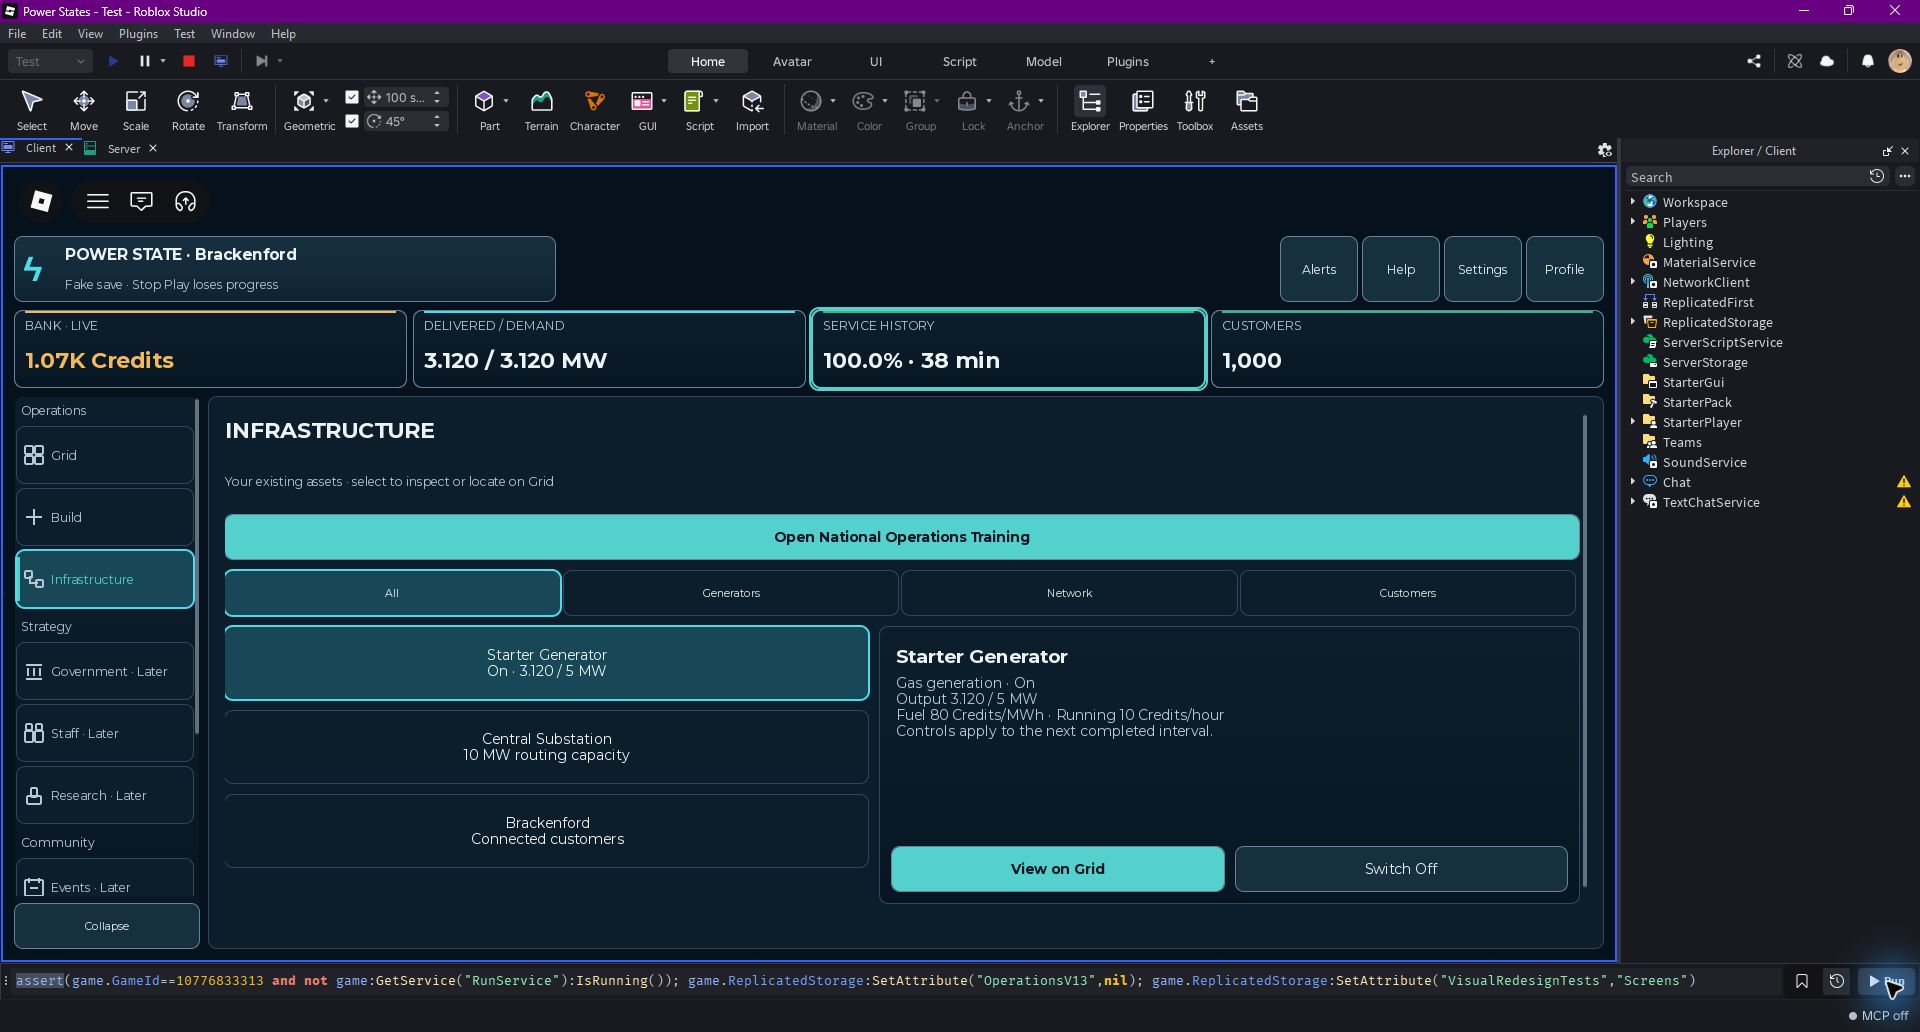 Power States - Test - Roblox Studio
File Edit View Plugins Test Window Help
Test
Home Avatar UI Script Model Plugins +
100 s...
45°
Select Move Scale Rotate Transform Geometric Part Terrain Character GUI Script Import Material Color Group Lock Anchor Explorer Properties Toolbox Assets
Client Server
Explorer / Client
Search
Workspace
Players
Lighting
MaterialService
NetworkClient
ReplicatedFirst
ReplicatedStorage
ServerScriptService
ServerStorage
StarterGui
StarterPack
StarterPlayer
Teams
SoundService
Chat
TextChatService
POWER STATE · Brackenford
Fake save · Stop Play loses progress
Alerts Help Settings Profile
BANK · LIVE
1.07K Credits
DELIVERED / DEMAND
3.120 / 3.120 MW
SERVICE HISTORY
100.0% · 38 min
CUSTOMERS
1,000
Operations
Grid
Build
Infrastructure
Strategy
Government · Later
Staff · Later
Research · Later
Community
Events · Later
Collapse
INFRASTRUCTURE
Your existing assets · select to inspect or locate on Grid
Open National Operations Training
All Generators Network Customers
Starter Generator
On · 3.120 / 5 MW
Central Substation
10 MW routing capacity
Brackenford
Connected customers
Starter Generator
Gas generation · On
Output 3.120 / 5 MW
Fuel 80 Credits/MWh · Running 10 Credits/hour
Controls apply to the next completed interval.
View on Grid Switch Off
assert(game.GameId==10776833313 and not game:GetService("RunService"):IsRunning()); game.ReplicatedStorage:SetAttribute("OperationsV13",nil); game.ReplicatedStorage:SetAttribute("VisualRedesignTests","Screens")
MCP off